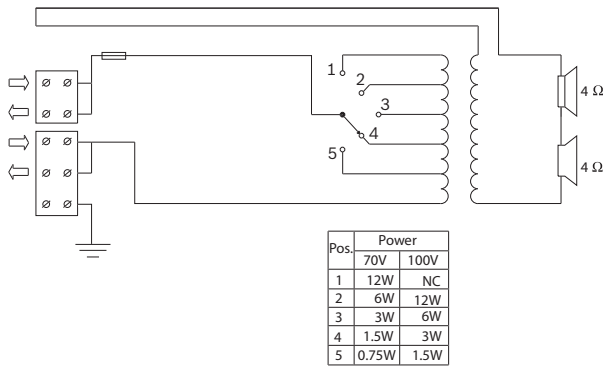 1
2
3
4
5
4 Ω
4 Ω
Pos. Power
70V 100V
1 12W NC
2 6W 12W
3 3W 6W
4 1.5W 3W
5 0.75W 1.5W